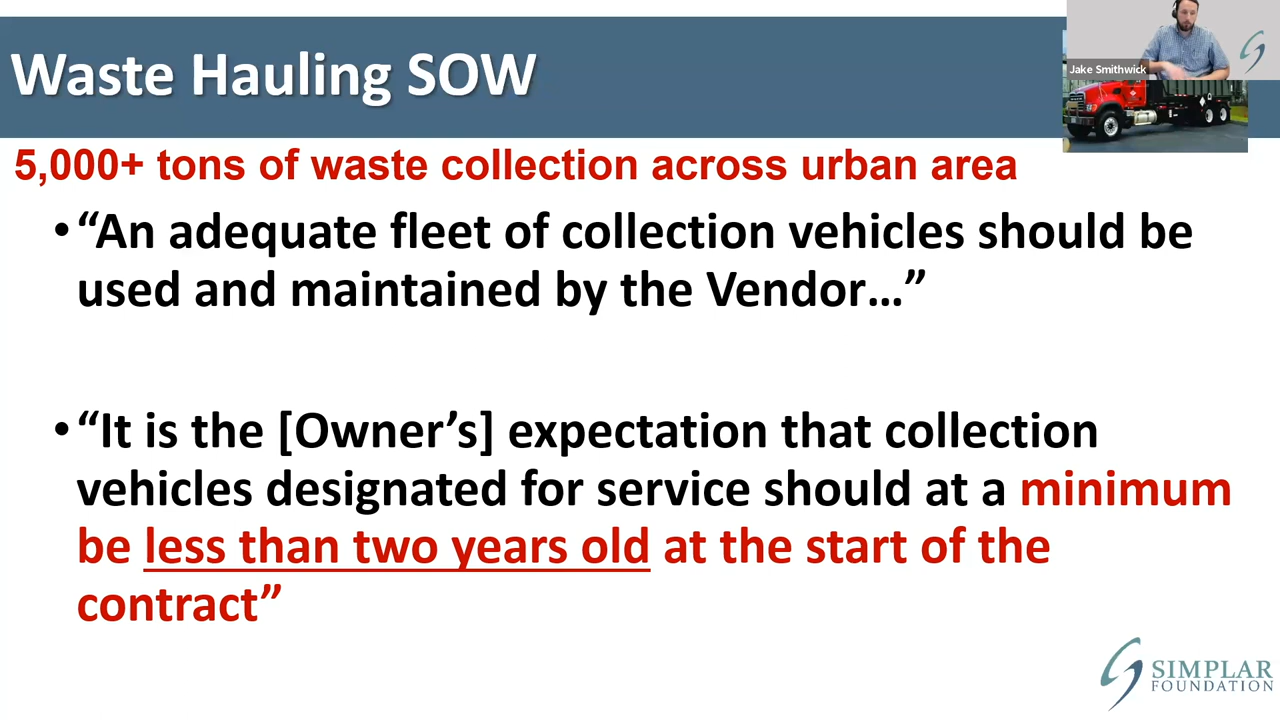 Waste Hauling SOW
Jake Smithwick
5,000+ tons of waste collection across urban area
•“An adequate fleet of collection vehicles should be
used and maintained by the Vendor...”
•“It is the [Owner’s] expectation that collection
vehicles designated for service should at a minimum
be less than two years old at the start of the
contract”
SIMPLAR
FOUNDATION